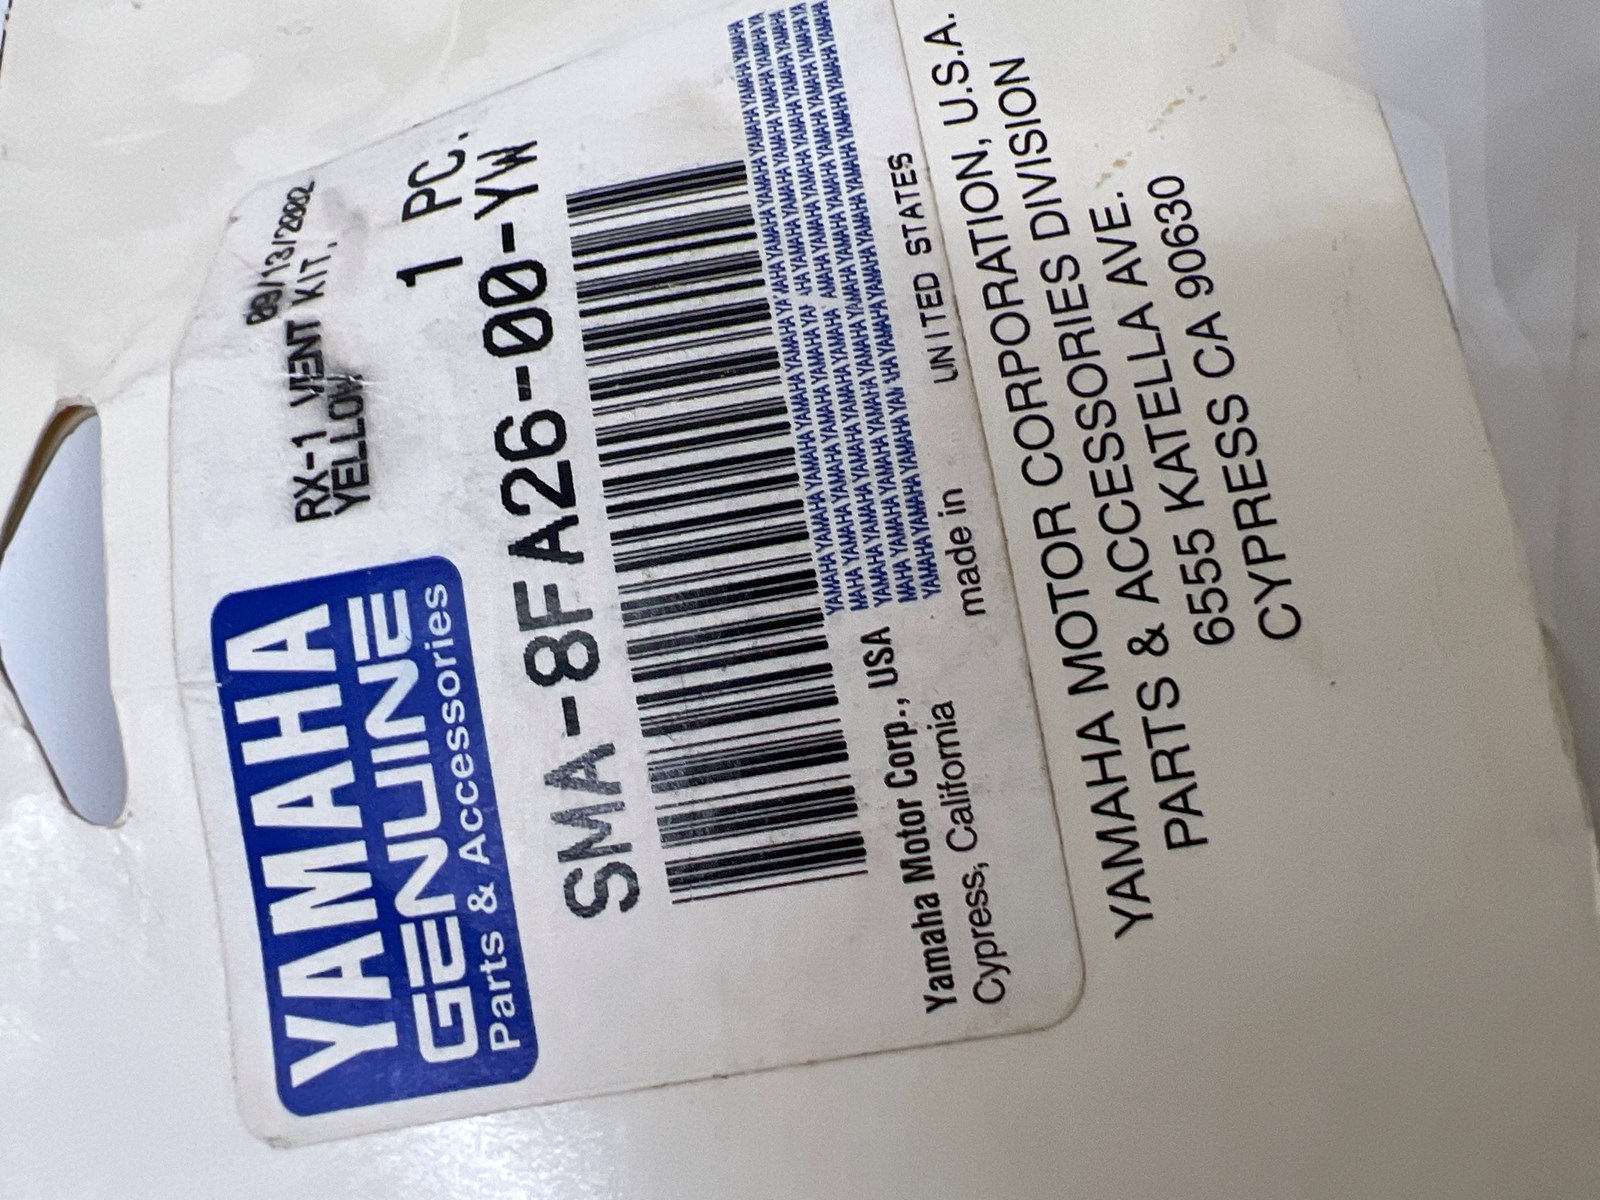 09/13/2002
RX-1 VENT KIT,
YELLOW
1 PC.
YAMAHA
GENUINE
Parts & Accessories
SMA-8FA26-00-YW
Yamaha Motor Corp., USA
Cypress, California
made in UNITED STATES
YAMAHA MOTOR CORPORATION, U.S.A.
PARTS & ACCESSORIES DIVISION
6555 KATELLA AVE.
CYPRESS CA 90630